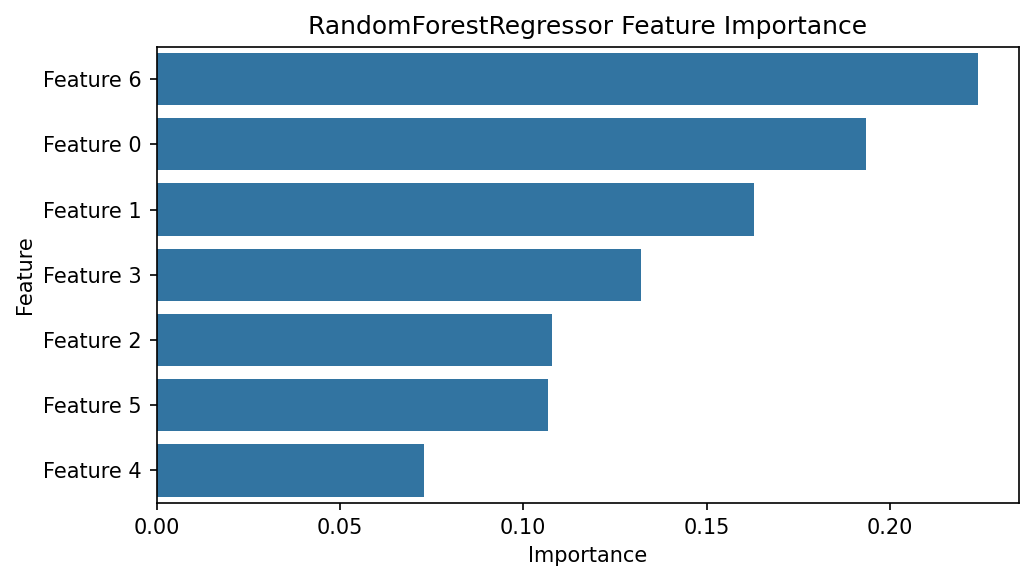 RandomForestRegressor Feature Importance
Feature
Feature 6
Feature 0
Feature 1
Feature 3
Feature 2
Feature 5
Feature 4
0.00 0.05 0.10 0.15 0.20
Importance